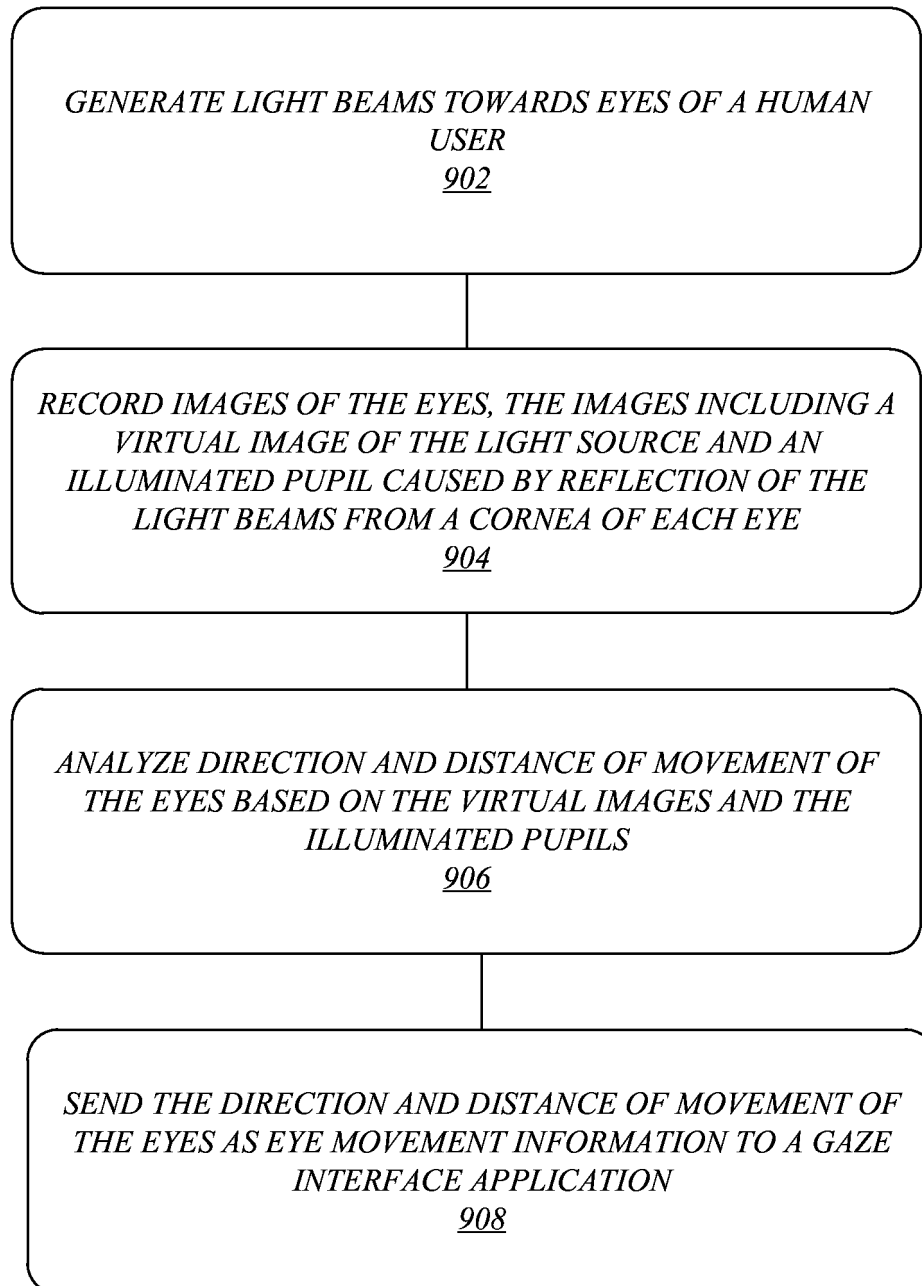 GENERATE LIGHT BEAMS TOWARDS EYES OF A HUMAN
USER
902
RECORD IMAGES OF THE EYES, THE IMAGES INCLUDING A
VIRTUAL IMAGE OF THE LIGHT SOURCE AND AN
ILLUMINATED PUPIL CAUSED BY REFLECTION OF THE
LIGHT BEAMS FROM A CORNEA OF EACH EYE
904
ANALYZE DIRECTION AND DISTANCE OF MOVEMENT OF
THE EYES BASED ON THE VIRTUAL IMAGES AND THE
ILLUMINATED PUPILS
906
SEND THE DIRECTION AND DISTANCE OF MOVEMENT OF
THE EYES AS EYE MOVEMENT INFORMATION TO A GAZE
INTERFACE APPLICATION
908